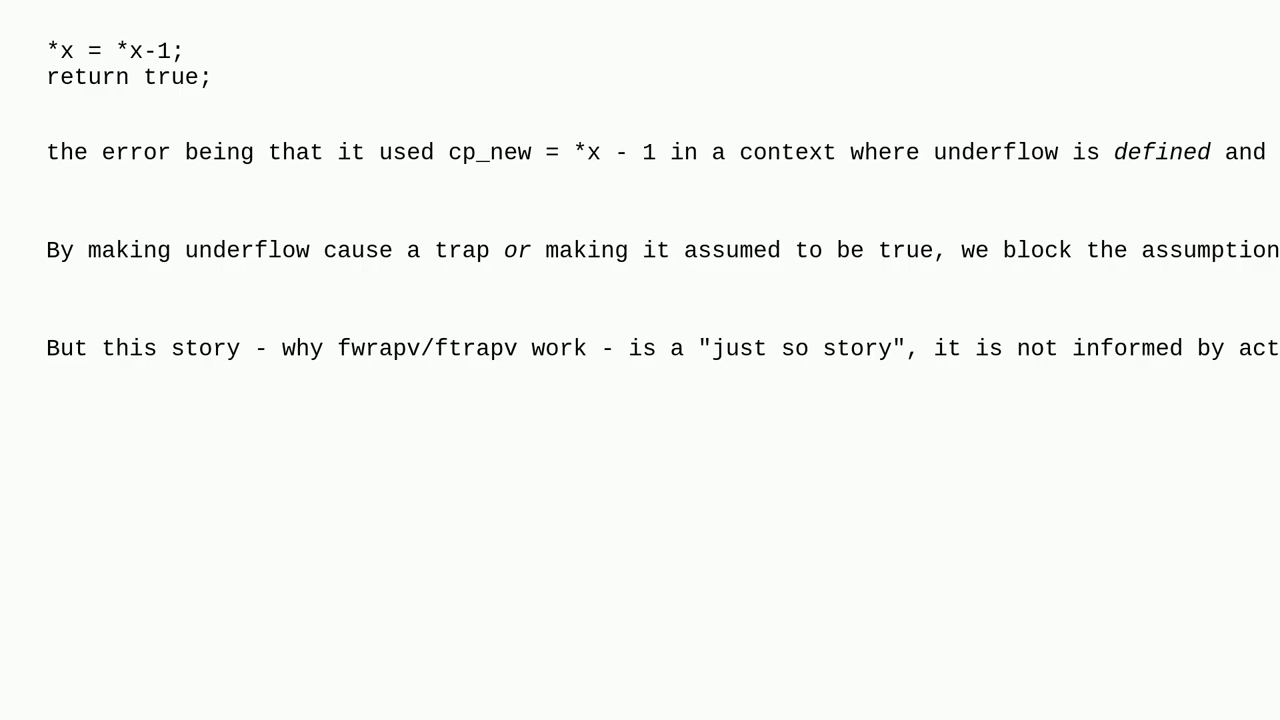 *x = *x-1;
return true;
the error being that it used cp_new = *x - 1 in a context where underflow is defined and
By making underflow cause a trap or making it assumed to be true, we block the assumption
But this story - why fwrapv/ftrapv work - is a "just so story", it is not informed by act